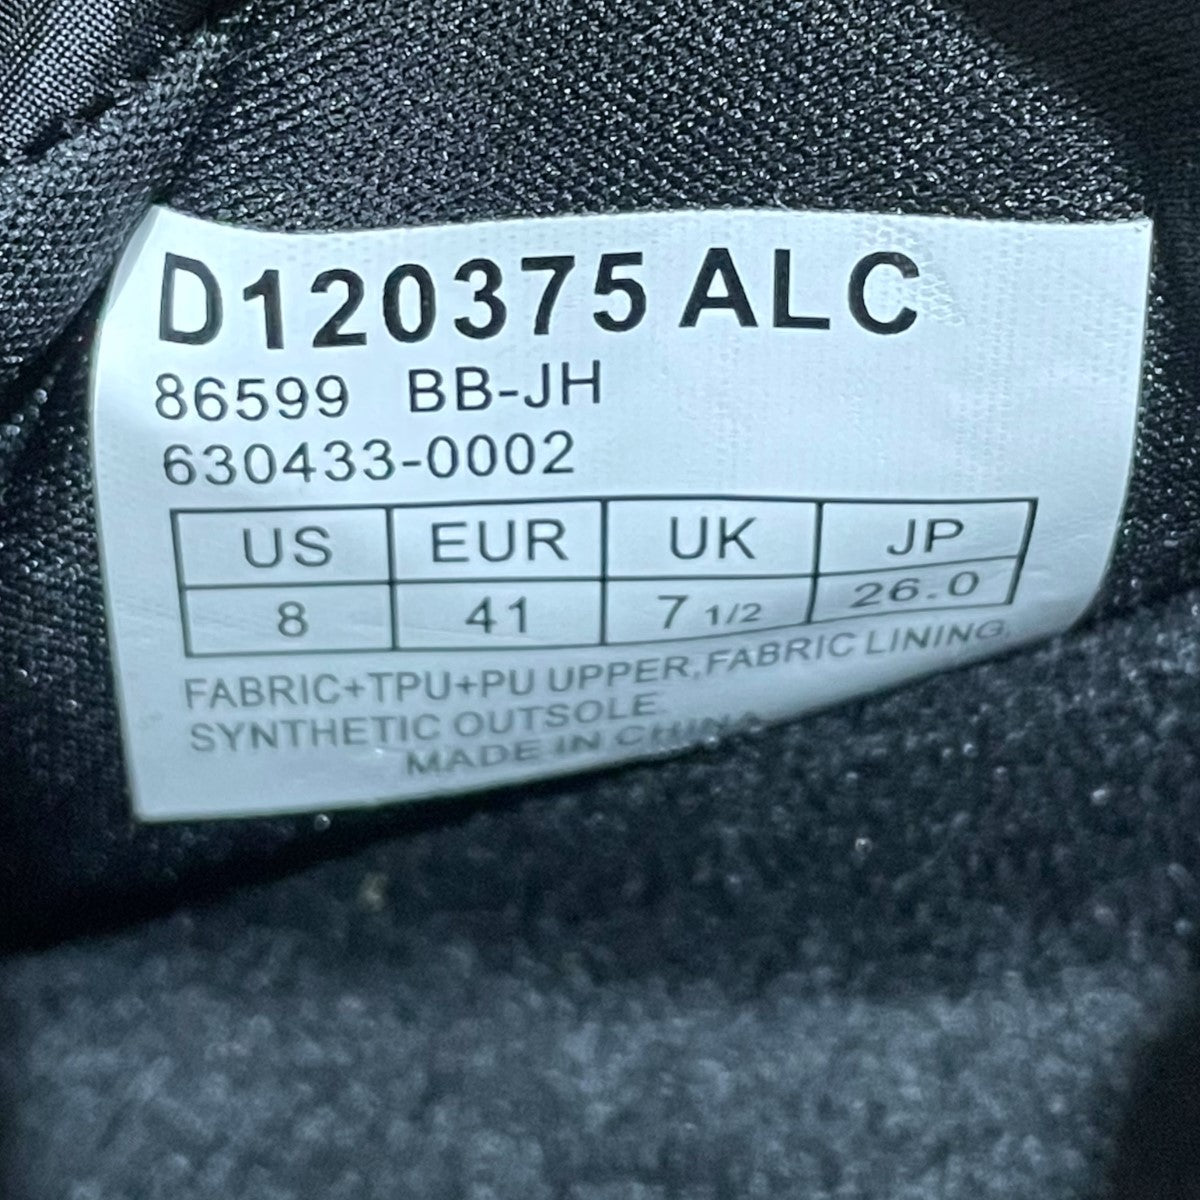 D120375 ALC
86599 BB-JH
630433-0002
US EUR UK JP
8 41 7 1/2 26.0
FABRIC+TPU+PU UPPER,FABRIC LINING,
SYNTHETIC OUTSOLE.
MADE IN CHINA